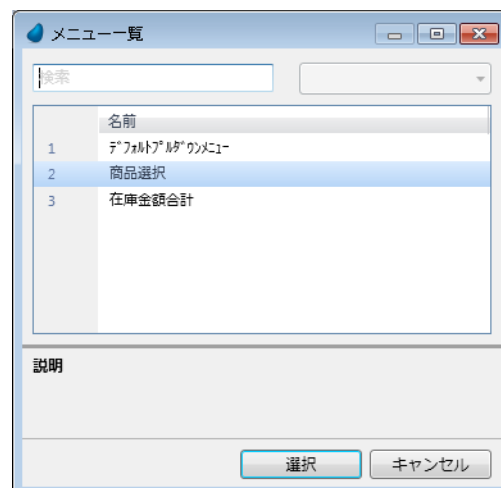 メニュー一覧
検索
名前
1 ﾃﾞﾌｫﾙﾄﾌﾟﾙﾀﾞｳﾝﾒﾆｭｰ
2 商品選択
3 在庫金額合計
説明
選択 キャンセル